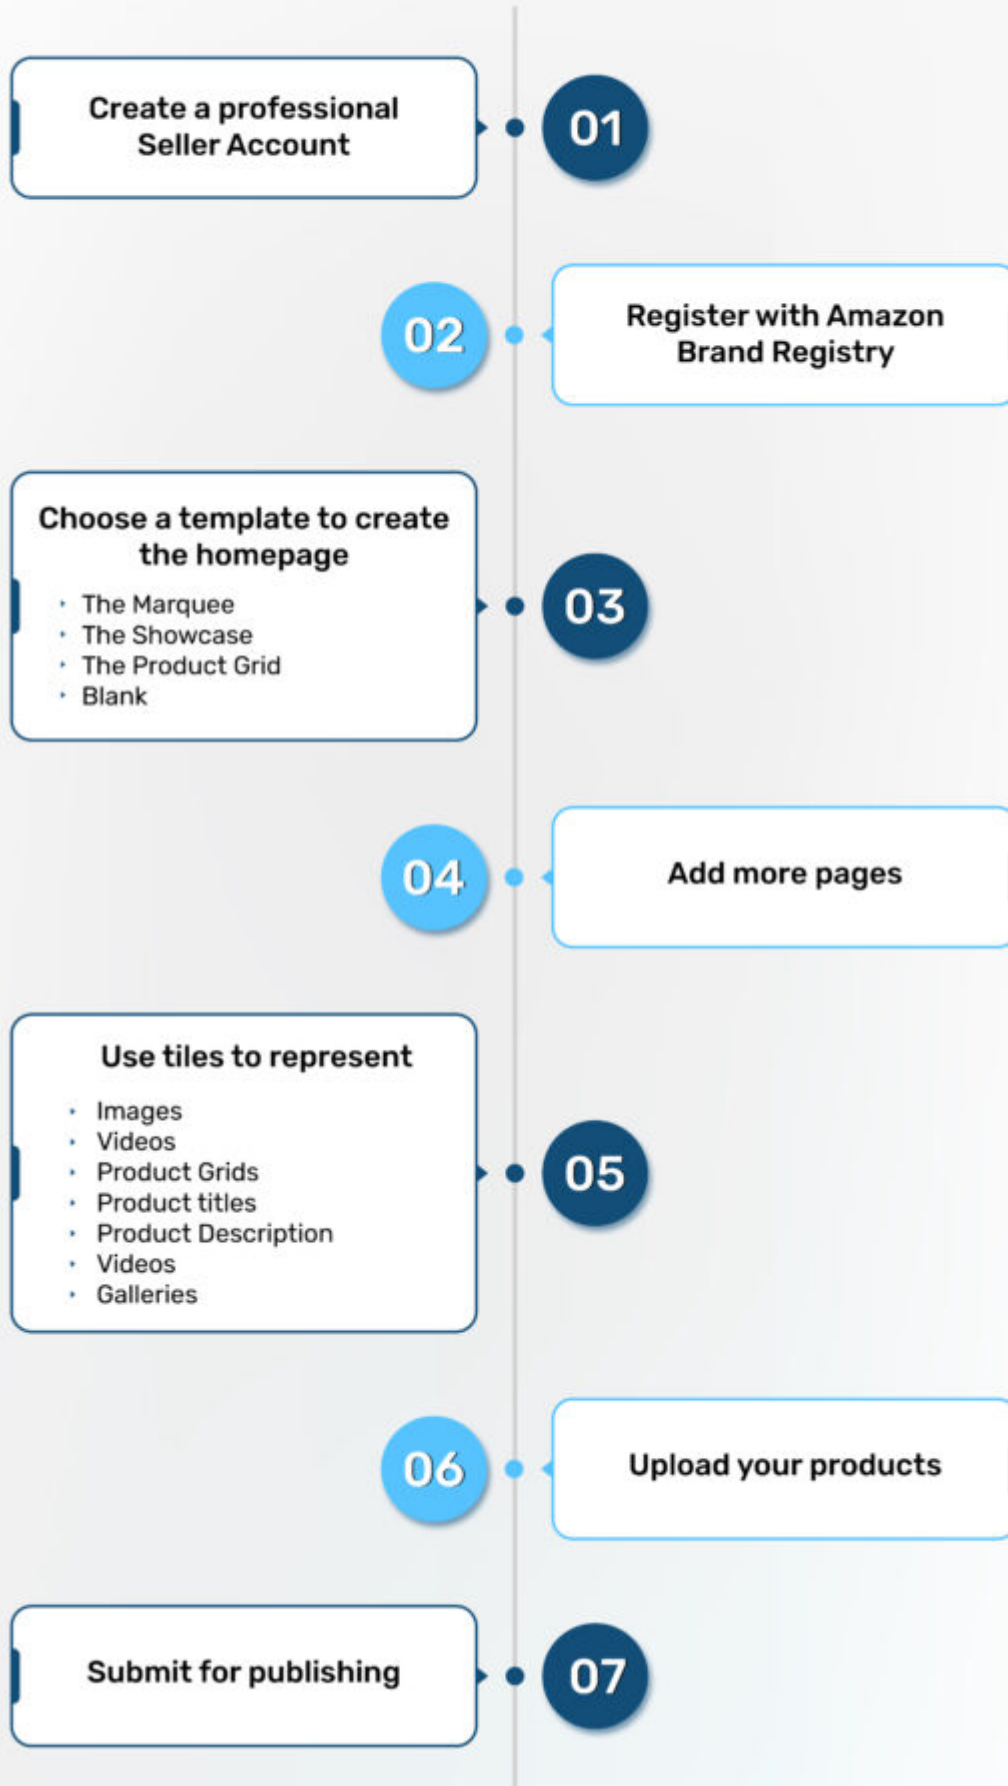 Create a professional
Seller Account
01
02
Register with Amazon
Brand Registry
Choose a template to create
the homepage
The Marquee
The Showcase
The Product Grid
Blank
03
04
Add more pages
Use tiles to represent
Images
Videos
Product Grids
Product titles
Product Description
Videos
Galleries
05
06
Upload your products
Submit for publishing
07